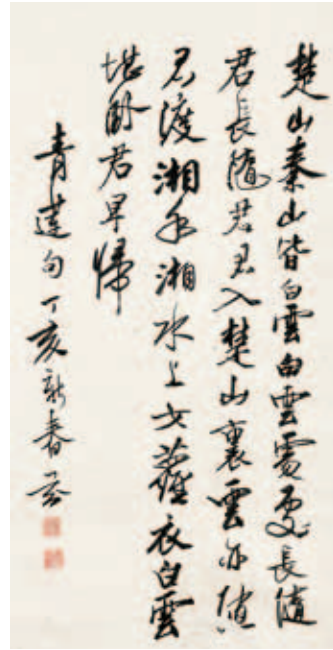 楚山秦山皆白雲白雲處處長隨
君長隨君君入楚山裏雲亦隨
君渡湘水湘水上女蘿衣白雲
堪臥君早歸
青蓮句丁亥新春